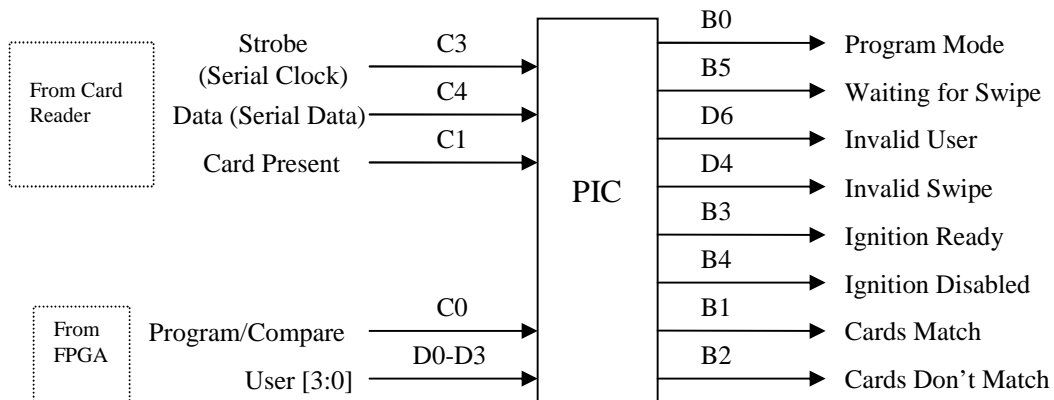 From Card
Reader
Strobe
(Serial Clock)
C3
Data (Serial Data)
C4
Card Present
C1
From
FPGA
Program/Compare
C0
User [3:0]
D0-D3
PIC
B0
Program Mode
B5
Waiting for Swipe
D6
Invalid User
D4
Invalid Swipe
B3
Ignition Ready
B4
Ignition Disabled
B1
Cards Match
B2
Cards Don’t Match